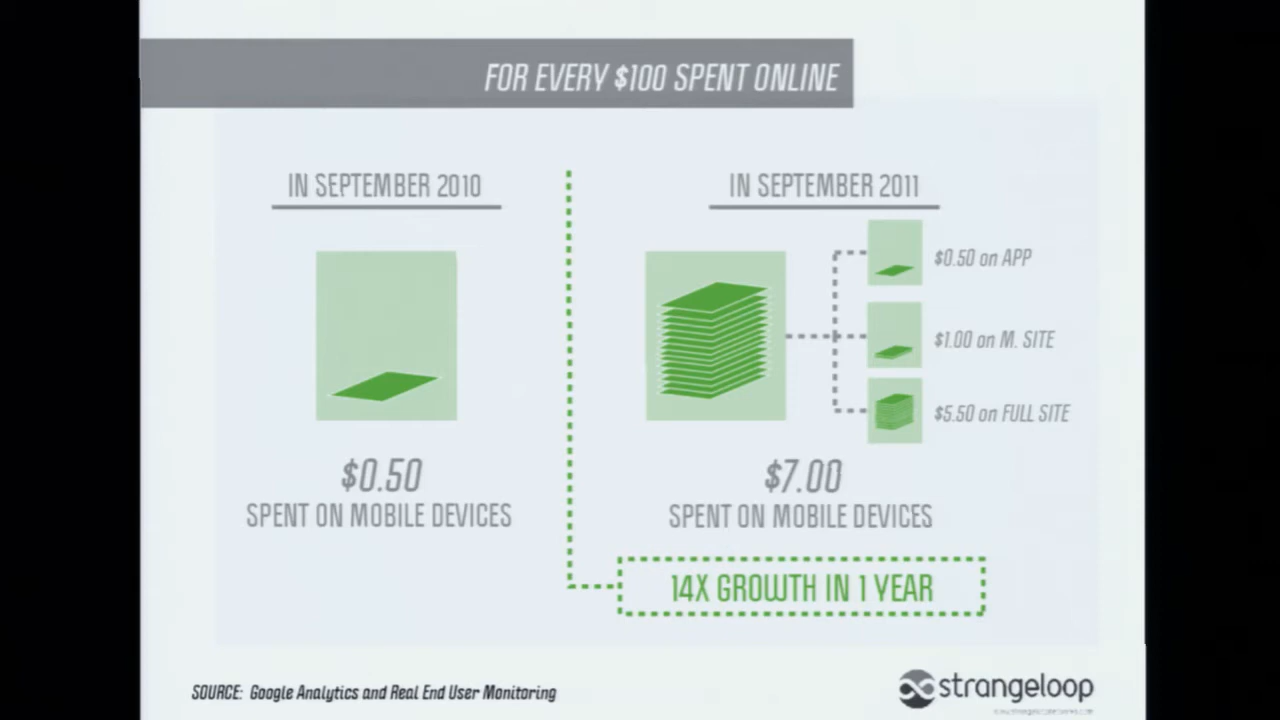 FOR EVERY $100 SPENT ONLINE
IN SEPTEMBER 2010
$0.50
SPENT ON MOBILE DEVICES
IN SEPTEMBER 2011
$0.50 on APP
$1.00 on M. SITE
$5.50 on FULL SITE
$7.00
SPENT ON MOBILE DEVICES
14X GROWTH IN 1 YEAR
SOURCE: Google Analytics and Real End User Monitoring
strangeloop